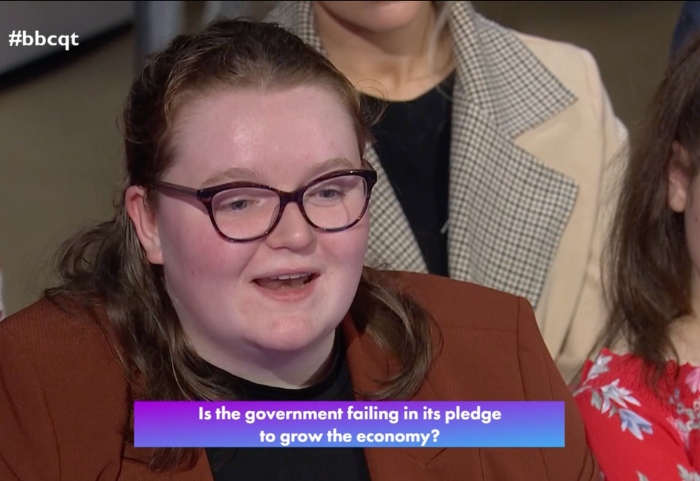 #bbcqt
Is the government failing in its pledge
to grow the economy?